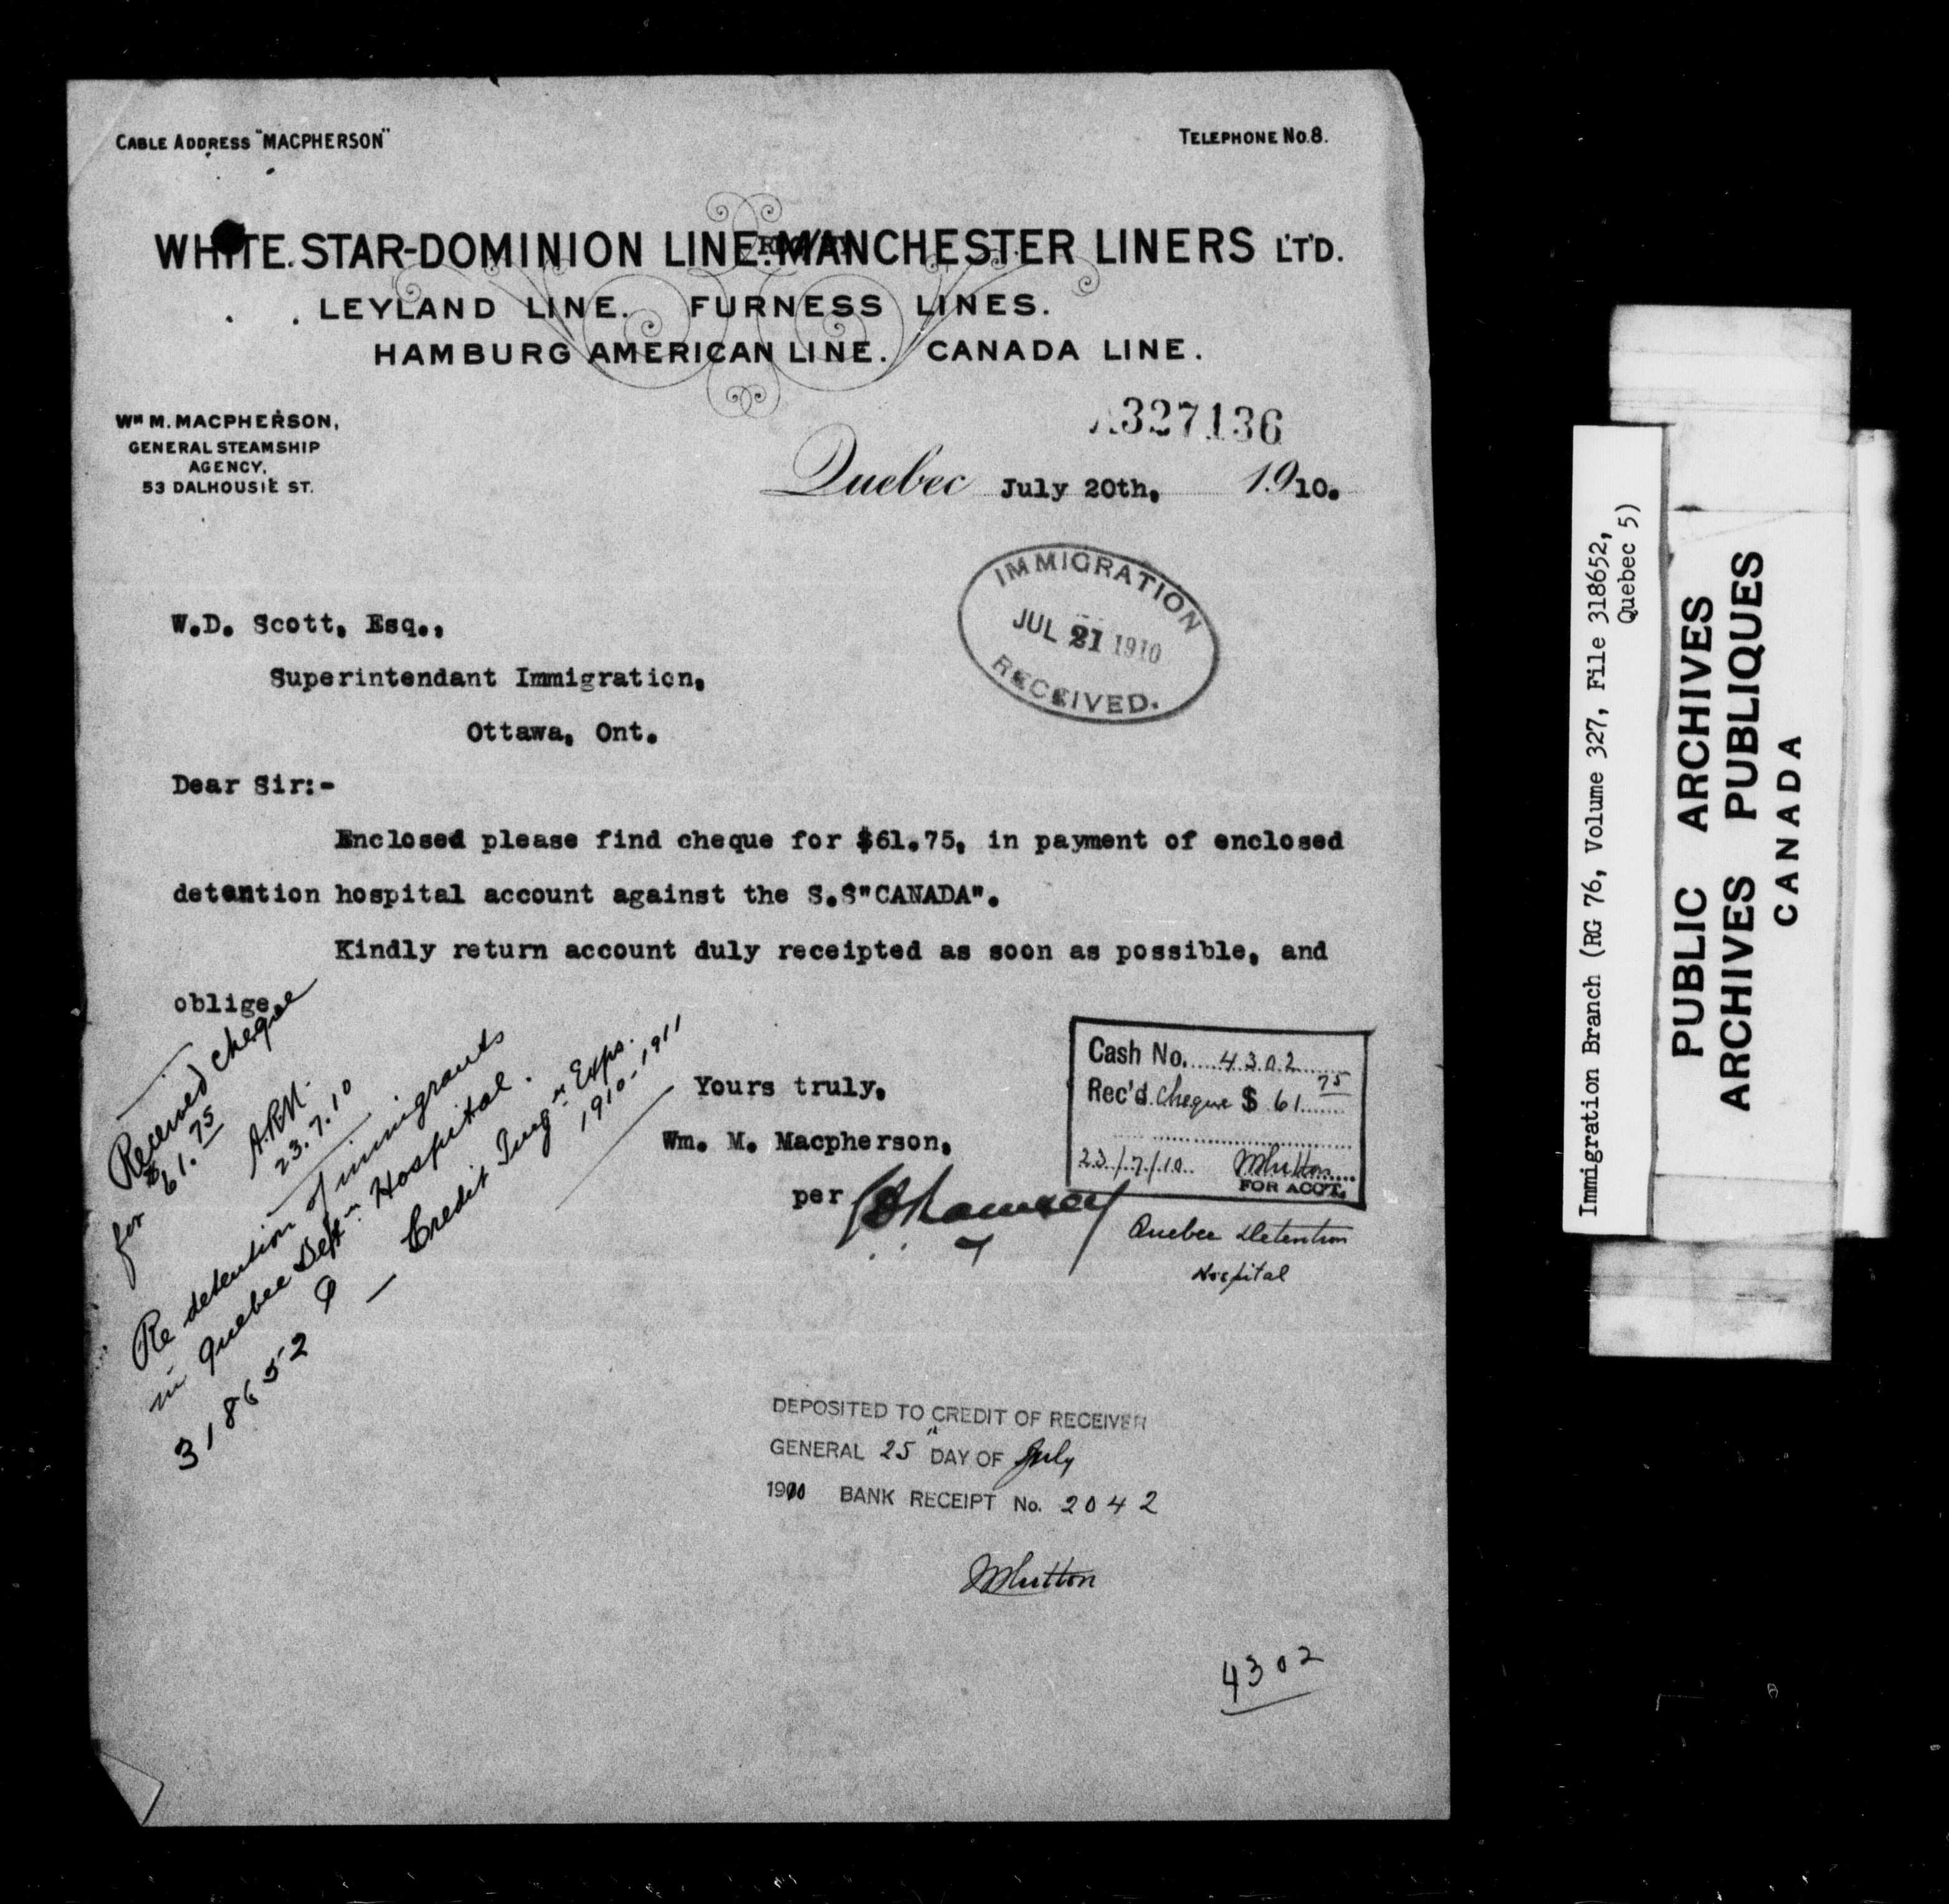 CABLE ADDRESS "MACPHERSON"
TELEPHONE No.8.
WHITE. STAR-DOMINION LINE. MANCHESTER LINERS L'T'D.
LEYLAND LINE. FURNESS LINES.
HAMBURG AMERICAN LINE. CANADA LINE.
WM M. MACPHERSON,
GENERAL STEAMSHIP
AGENCY,
53 DALHOUSIE ST.
A327136
Quebec July 20th, 1910.
IMMIGRATION
JUL 21 1910
RECEIVED.
W.D. Scott, Esq.,
Superintendant Immigration,
Ottawa, Ont.
Dear Sir:-
Enclosed please find cheque for $61.75, in payment of enclosed
detention hospital account against the S.S"CANADA".
Kindly return account duly receipted as soon as possible, and
oblige,
Yours truly,
Wm. M. Macpherson,
per
Cash No. 4302
Rec'd. cheque $ 61 75
23/7/10
FOR ACCT.
Quebec Detention
Hospital
Received cheque
for $61.75
23.7.10
Re detention of immigrants
in Quebec Detn. Hospital.
Credit Immgn Exps.
1910-1911
318652 Q
DEPOSITED TO CREDIT OF RECEIVER
GENERAL 25th DAY OF July
1910 BANK RECEIPT No. 2042
4302
Immigration Branch (RG 76, Volume 327, File 318652,
Quebec 5)
PUBLIC ARCHIVES
ARCHIVES PUBLIQUES
CANADA